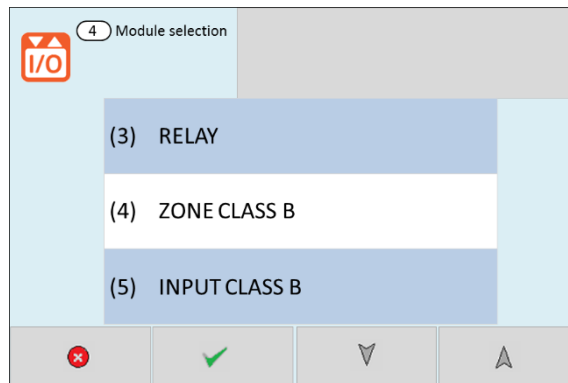 4 Module selection
I/O
(3) RELAY
(4) ZONE CLASS B
(5) INPUT CLASS B